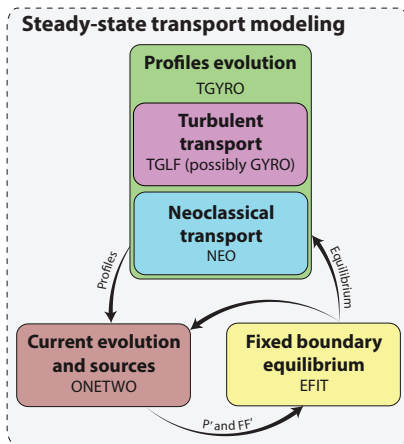 Steady-state transport modeling
Profiles evolution
TGYRO
Turbulent
transport
TGLF (possibly GYRO)
Neoclassical
transport
NEO
Profiles
Equilibrium
Current evolution
and sources
ONETWO
Fixed boundary
equilibrium
EFIT
P' and FF'